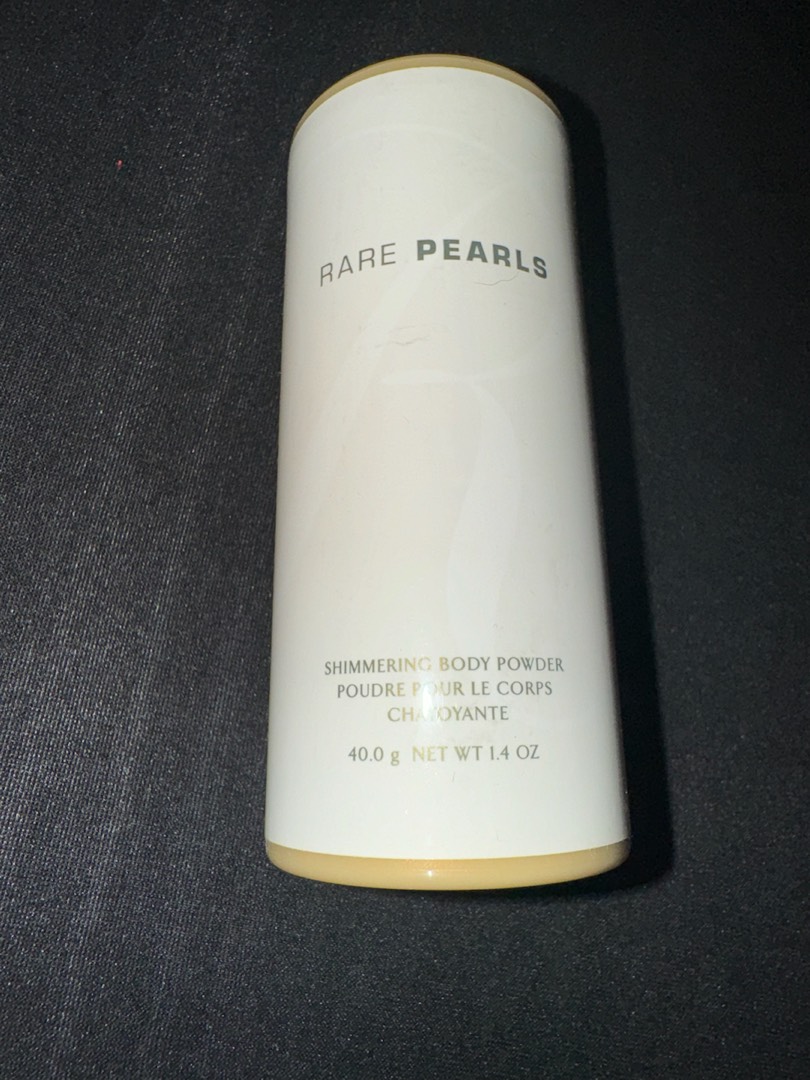 RARE PEARLS
SHIMMERING BODY POWDER
POUDRE POUR LE CORPS
CHATOYANTE
40.0 g NET WT 1.4 OZ